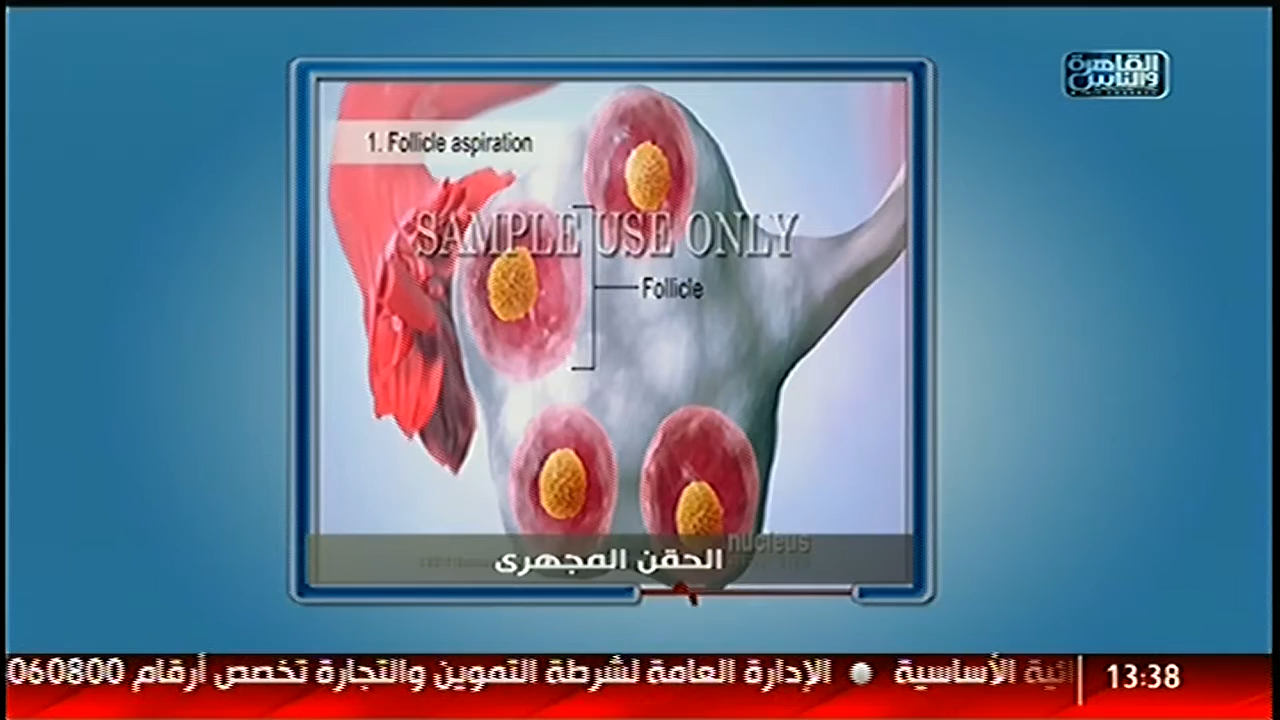 القاهرة
والناس
1. Follicle aspiration
SAMPLE USE ONLY
Follicle
nucleus
الحقن المجهرى
13:38
ئية الأساسية ● الإدارة العامة لشرطة التموين والتجارة تخصص أرقام 060800